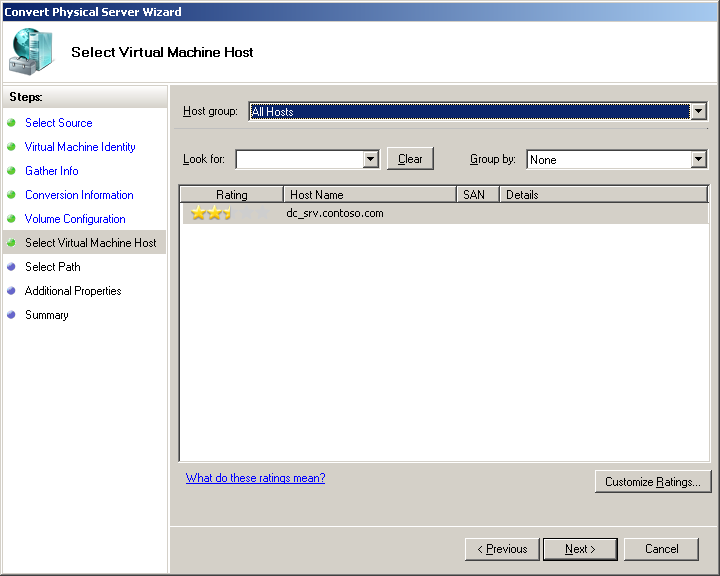 Convert Physical Server Wizard
Select Virtual Machine Host
Steps:
Select Source
Virtual Machine Identity
Gather Info
Conversion Information
Volume Configuration
Select Virtual Machine Host
Select Path
Additional Properties
Summary
Host group: All Hosts
Look for: Clear Group by: None
Rating Host Name SAN Details
dc_srv.contoso.com
What do these ratings mean?
Customize Ratings...
< Previous Next > Cancel